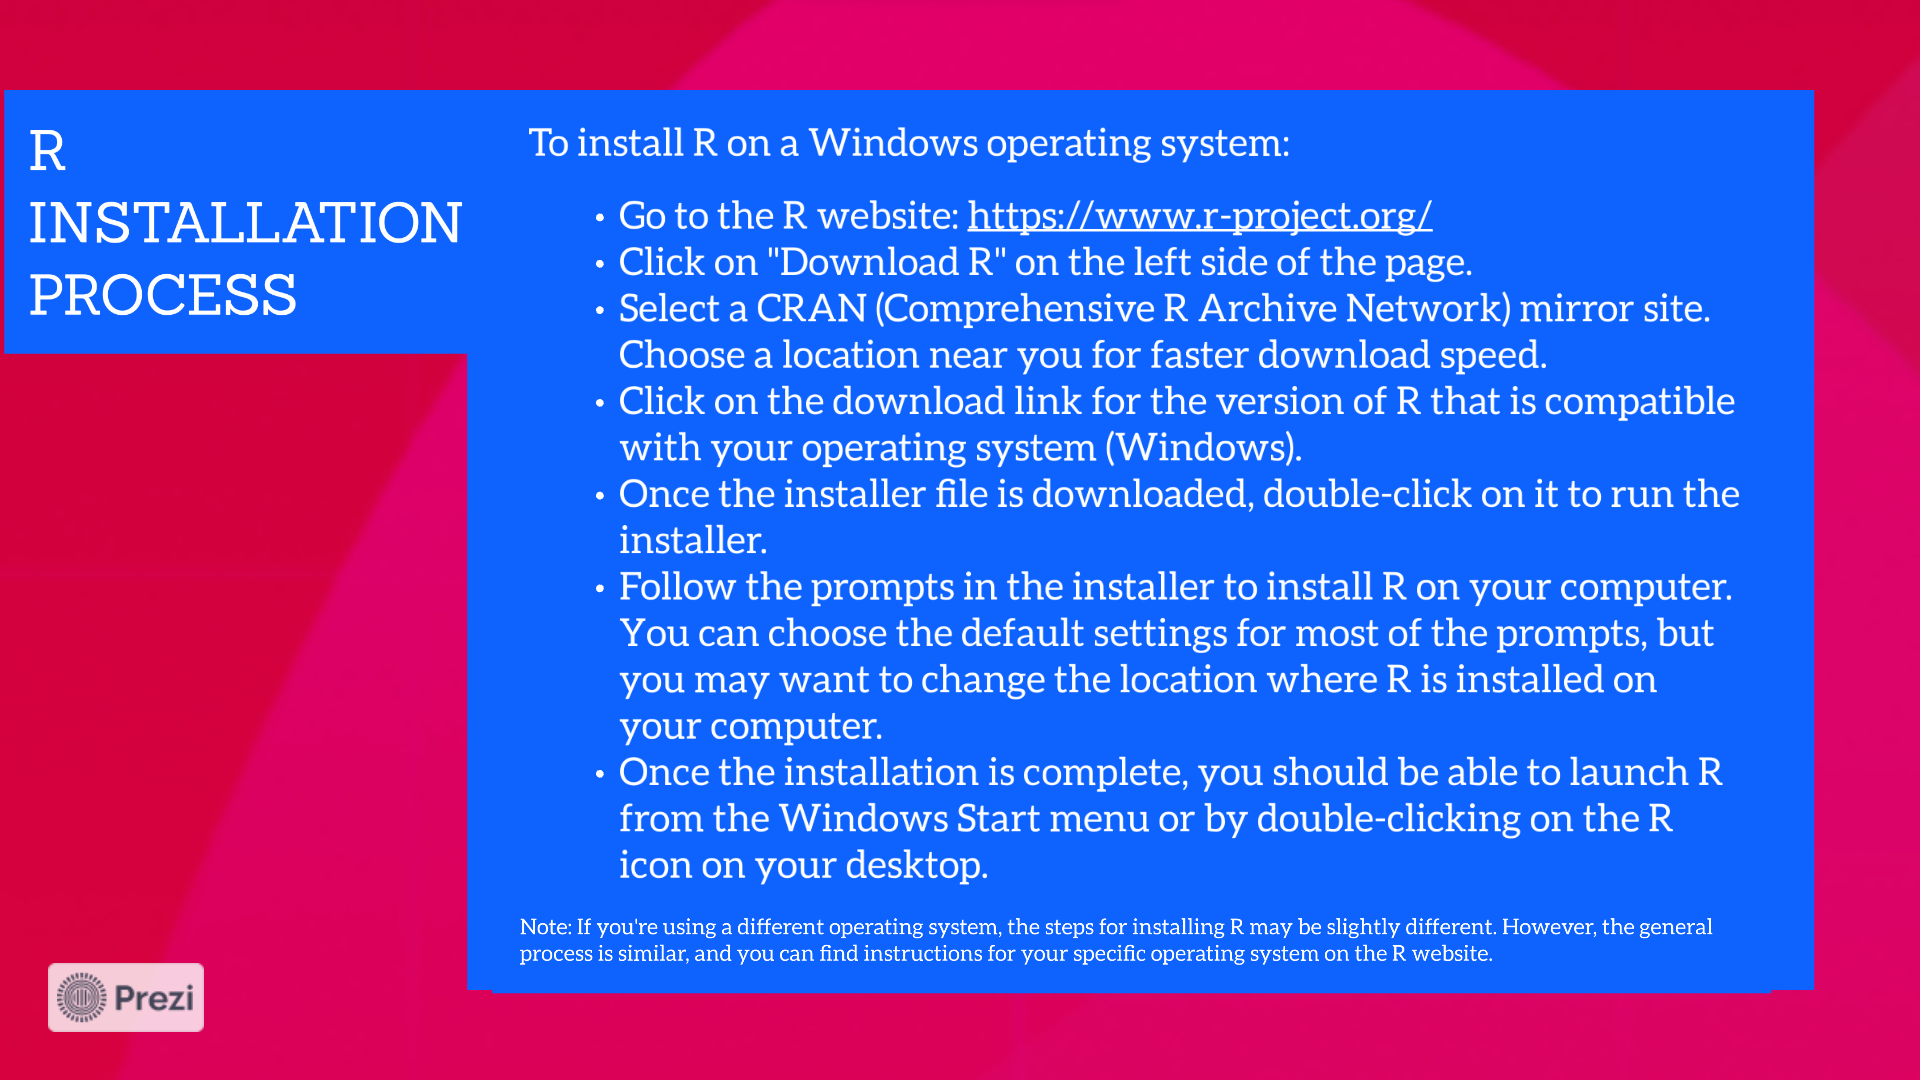 R
INSTALLATION
PROCESS
To install R on a Windows operating system:
• Go to the R website: https://www.r-project.org/
• Click on "Download R" on the left side of the page.
• Select a CRAN (Comprehensive R Archive Network) mirror site.
Choose a location near you for faster download speed.
• Click on the download link for the version of R that is compatible
with your operating system (Windows).
• Once the installer file is downloaded, double-click on it to run the
installer.
• Follow the prompts in the installer to install R on your computer.
You can choose the default settings for most of the prompts, but
you may want to change the location where R is installed on
your computer.
• Once the installation is complete, you should be able to launch R
from the Windows Start menu or by double-clicking on the R
icon on your desktop.
Note: If you're using a different operating system, the steps for installing R may be slightly different. However, the general
process is similar, and you can find instructions for your specific operating system on the R website.
Prezi